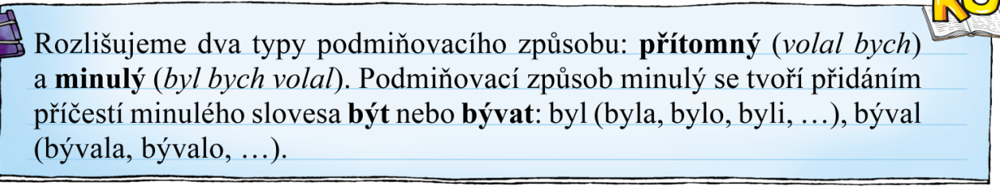 Rozlišujeme dva typy podmiňovacího způsobu: přítomný (volal bych)
a minulý (byl bych volal). Podmiňovací způsob minulý se tvoří přidáním
příčestí minulého slovesa být nebo bývat: byl (byla, bylo, byli, …), býval
(bývala, bývalo, …).